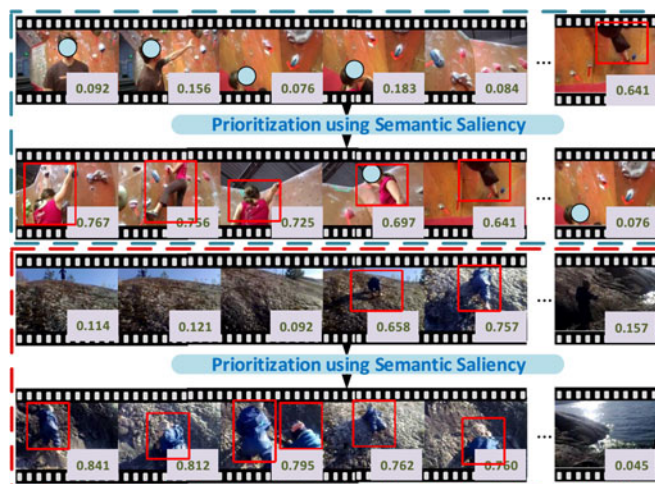 0.092 0.156 0.076 0.183 0.084 ... 0.641
Prioritization using Semantic Saliency
0.767 0.756 0.725 0.697 0.641 ... 0.076
0.114 0.121 0.092 0.658 0.757 ... 0.157
Prioritization using Semantic Saliency
0.841 0.812 0.795 0.762 0.760 ... 0.045